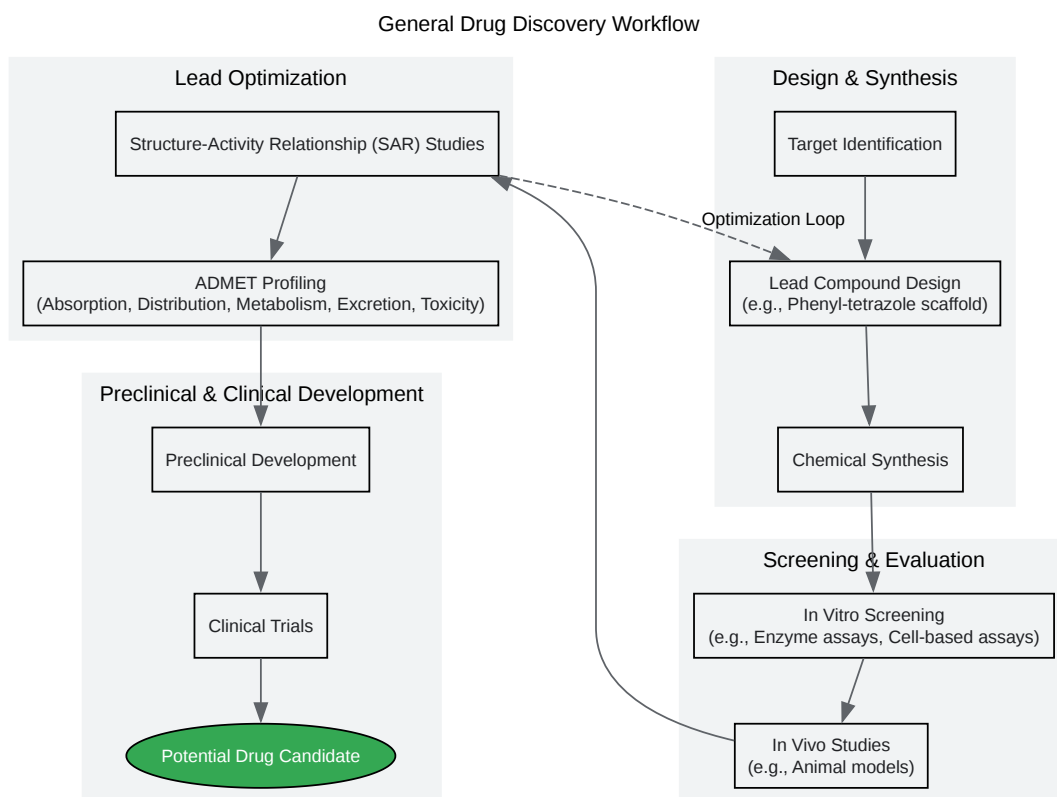 General Drug Discovery Workflow
Lead Optimization
Structure-Activity Relationship (SAR) Studies
ADMET Profiling
(Absorption, Distribution, Metabolism, Excretion, Toxicity)
Preclinical & Clinical Development
Preclinical Development
Clinical Trials
Potential Drug Candidate
Optimization Loop
Design & Synthesis
Target Identification
Lead Compound Design
(e.g., Phenyl-tetrazole scaffold)
Chemical Synthesis
Screening & Evaluation
In Vitro Screening
(e.g., Enzyme assays, Cell-based assays)
In Vivo Studies
(e.g., Animal models)